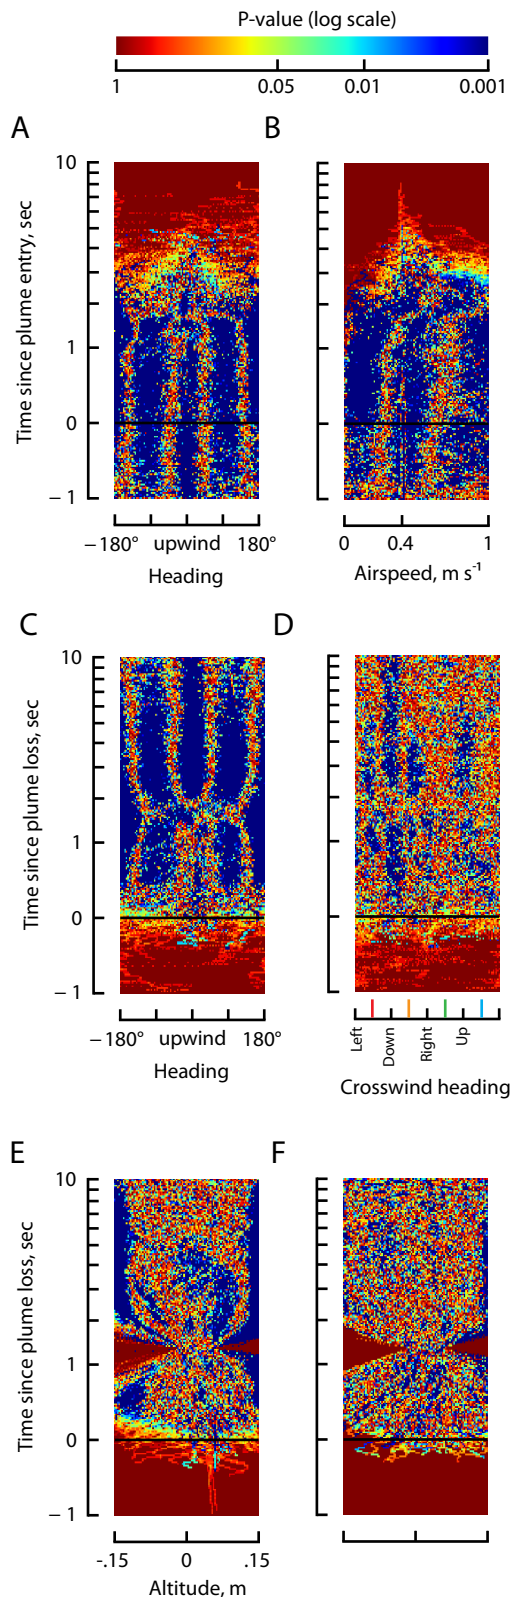 P-value (log scale)
1 0.05 0.01 0.001
A B
10
Time since plume entry, sec
1
0
−1
−180° upwind 180°
Heading
0 0.4 1
Airspeed, m s⁻¹
C D
10
Time since plume loss, sec
1
0
−1
−180° upwind 180°
Heading
Left Down Right Up
Crosswind heading
E F
10
Time since plume loss, sec
1
0
−1
-.15 0 .15
Altitude, m